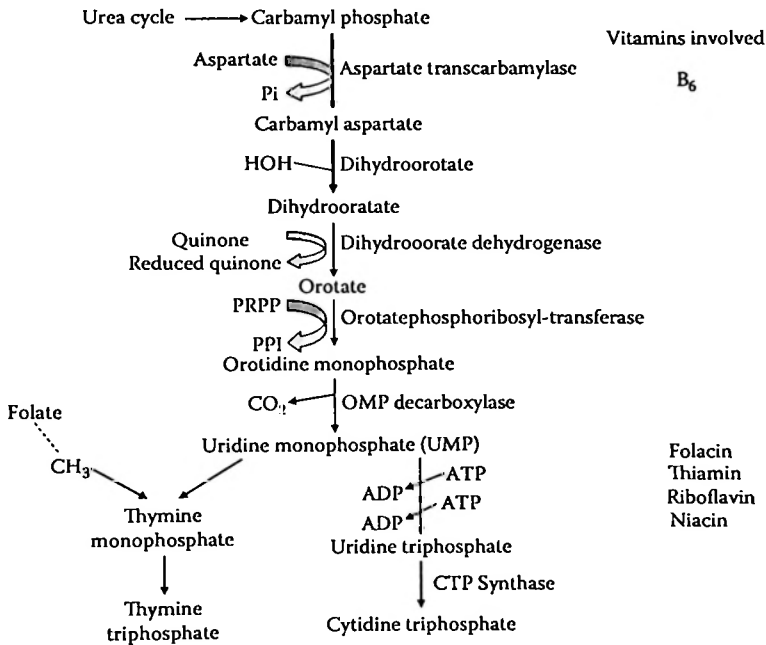 Urea cycle
Carbamyl phosphate
Vitamins involved
Aspartate
Aspartate transcarbamylase
Pi
B6
Carbamyl aspartate
HOH
Dihydroorotate
Dihydrooratate
Quinone
Dihydrooorate dehydrogenase
Reduced quinone
Orotate
PRPP
Orotatephosphoribosyl-transferase
PPI
Orotidine monophosphate
CO2
OMP decarboxylase
Folate
Uridine monophosphate (UMP)
CH3
ATP
ADP
ATP
ADP
Folacin
Thiamin
Riboflavin
Niacin
Thymine
monophosphate
Uridine triphosphate
CTP Synthase
Thymine
triphosphate
Cytidine triphosphate